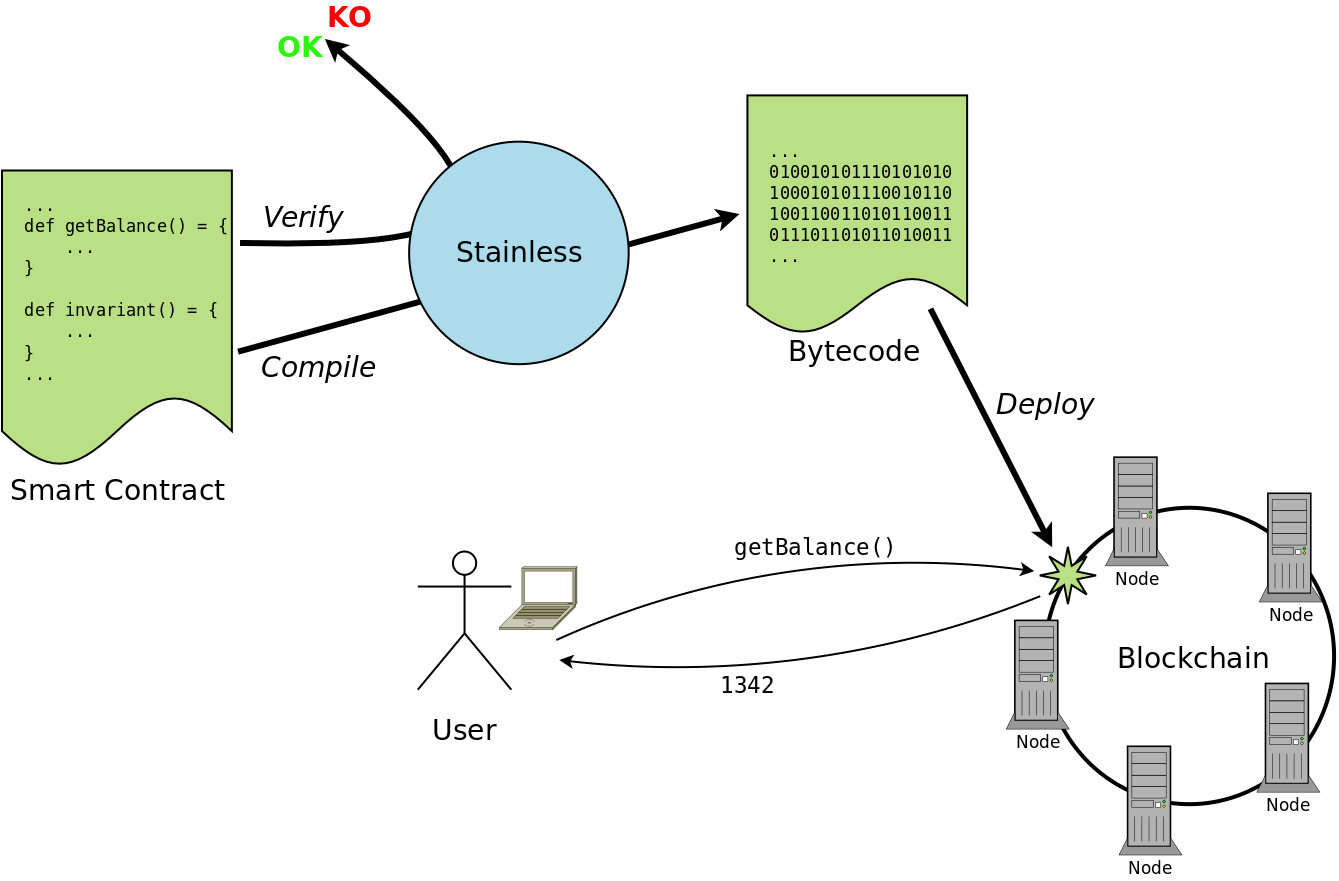 KO
OK
...
def getBalance() = {
    ...
}
def invariant() = {
    ...
}
...
Smart Contract
Verify
Compile
Stainless
...
010010101110101010
100010101110010110
100110011010110011
011101101011010011
...
Bytecode
Deploy
getBalance()
1342
User
Blockchain
Node
Node
Node
Node
Node